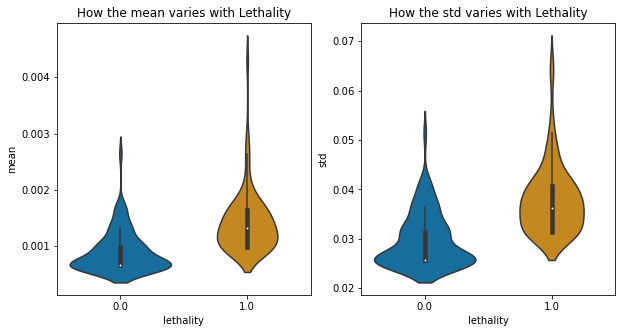 How the mean varies with Lethality
mean
0.004
0.003
0.002
0.001
0.0
1.0
lethality
How the std varies with Lethality
std
0.07
0.06
0.05
0.04
0.03
0.02
0.0
1.0
lethality